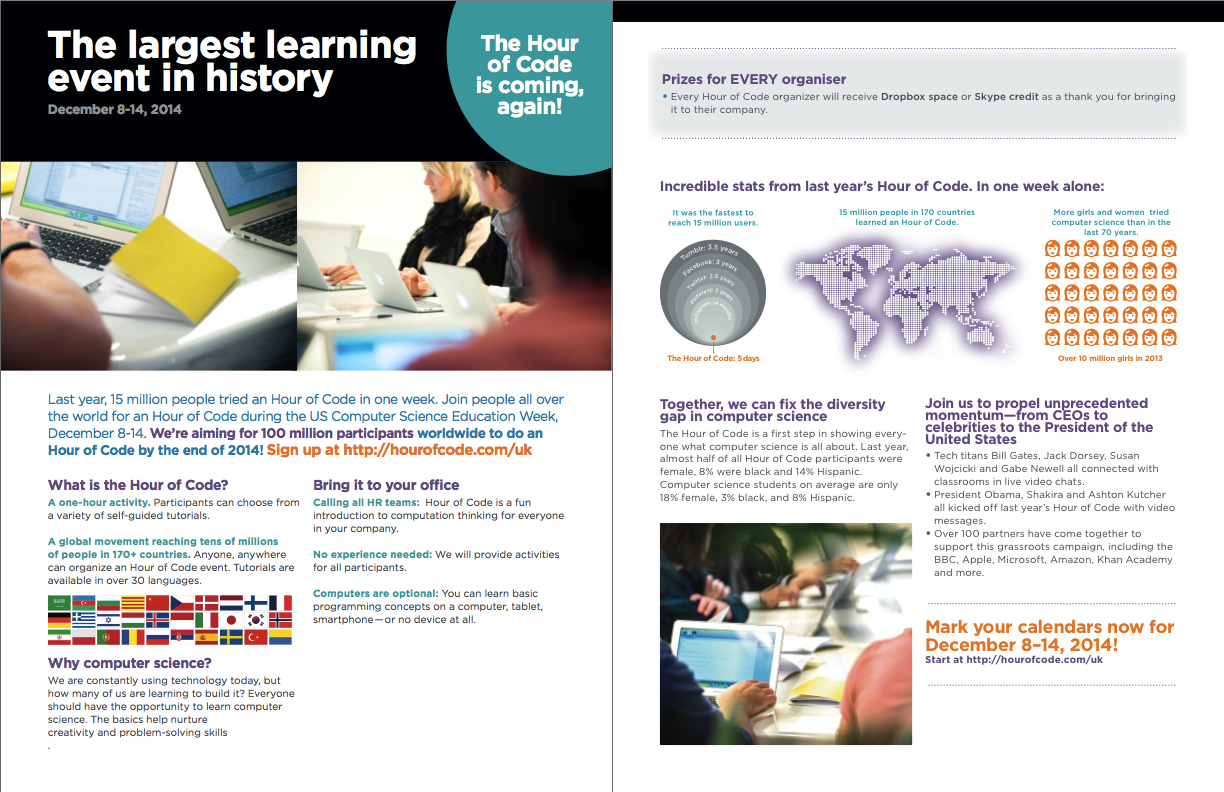 The largest learning
event in history
December 8-14, 2014
The Hour
of Code
is coming,
again!
Last year, 15 million people tried an Hour of Code in one week. Join people all over
the world for an Hour of Code during the US Computer Science Education Week,
December 8-14. We're aiming for 100 million participants worldwide to do an
Hour of Code by the end of 2014! Sign up at http://hourofcode.com/uk
What is the Hour of Code?
A one-hour activity. Participants can choose from
a variety of self-guided tutorials.
A global movement reaching tens of millions
of people in 170+ countries. Anyone, anywhere
can organize an Hour of Code event. Tutorials are
available in over 30 languages.
Why computer science?
We are constantly using technology today, but
how many of us are learning to build it? Everyone
should have the opportunity to learn computer
science. The basics help nurture
creativity and problem-solving skills
.
Bring it to your office
Calling all HR teams: Hour of Code is a fun
introduction to computation thinking for everyone
in your company.
No experience needed: We will provide activities
for all participants.
Computers are optional: You can learn basic
programming concepts on a computer, tablet,
smartphone—or no device at all.
Prizes for EVERY organiser
• Every Hour of Code organizer will receive Dropbox space or Skype credit as a thank you for bringing
it to their company.
Incredible stats from last year's Hour of Code. In one week alone:
It was the fastest to
reach 15 million users.
Tumblr: 3.5 years
Facebook: 3 years
Twitter: 2.5 years
Pinterest: 2 years
Instagram: 14 months
The Hour of Code: 5 days
15 million people in 170 countries
learned an Hour of Code.
More girls and women tried
computer science than in the
last 70 years.
Over 10 million girls in 2013
Together, we can fix the diversity
gap in computer science
The Hour of Code is a first step in showing every-
one what computer science is all about. Last year,
almost half of all Hour of Code participants were
female, 8% were black and 14% Hispanic.
Computer science students on average are only
18% female, 3% black, and 8% Hispanic.
Join us to propel unprecedented
momentum—from CEOs to
celebrities to the President of the
United States
• Tech titans Bill Gates, Jack Dorsey, Susan
Wojcicki and Gabe Newell all connected with
classrooms in live video chats.
• President Obama, Shakira and Ashton Kutcher
all kicked off last year's Hour of Code with video
messages.
• Over 100 partners have come together to
support this grassroots campaign, including the
BBC, Apple, Microsoft, Amazon, Khan Academy
and more.
Mark your calendars now for
December 8–14, 2014!
Start at http://hourofcode.com/uk